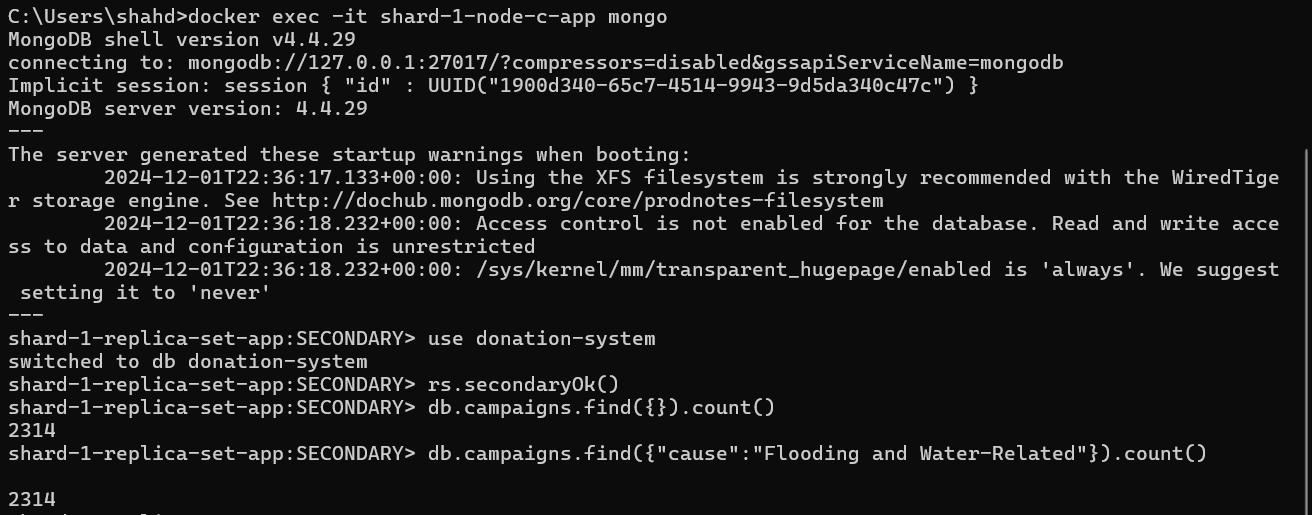 C:\Users\shahd>docker exec -it shard-1-node-c-app mongo
MongoDB shell version v4.4.29
connecting to: mongodb://127.0.0.1:27017/?compressors=disabled&gssapiServiceName=mongodb
Implicit session: session { "id" : UUID("1900d340-65c7-4514-9943-9d5da340c47c") }
MongoDB server version: 4.4.29
---
The server generated these startup warnings when booting:
        2024-12-01T22:36:17.133+00:00: Using the XFS filesystem is strongly recommended with the WiredTige
r storage engine. See http://dochub.mongodb.org/core/prodnotes-filesystem
        2024-12-01T22:36:18.232+00:00: Access control is not enabled for the database. Read and write acce
ss to data and configuration is unrestricted
        2024-12-01T22:36:18.232+00:00: /sys/kernel/mm/transparent_hugepage/enabled is 'always'. We suggest
 setting it to 'never'
---
shard-1-replica-set-app:SECONDARY> use donation-system
switched to db donation-system
shard-1-replica-set-app:SECONDARY> rs.secondaryOk()
shard-1-replica-set-app:SECONDARY> db.campaigns.find({}).count()
2314
shard-1-replica-set-app:SECONDARY> db.campaigns.find({"cause":"Flooding and Water-Related"}).count()
2314